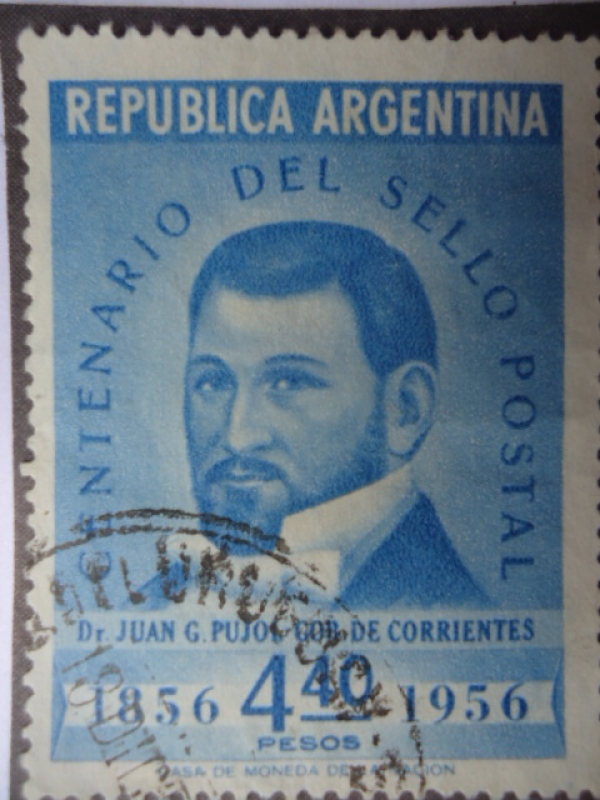 REPUBLICA ARGENTINA
CENTENARIO DEL SELLO POSTAL
Dr. JUAN G. PUJOL GOB. DE CORRIENTES
1856 4 40 1956
PESOS
CASA DE MONEDA DE LA NACION